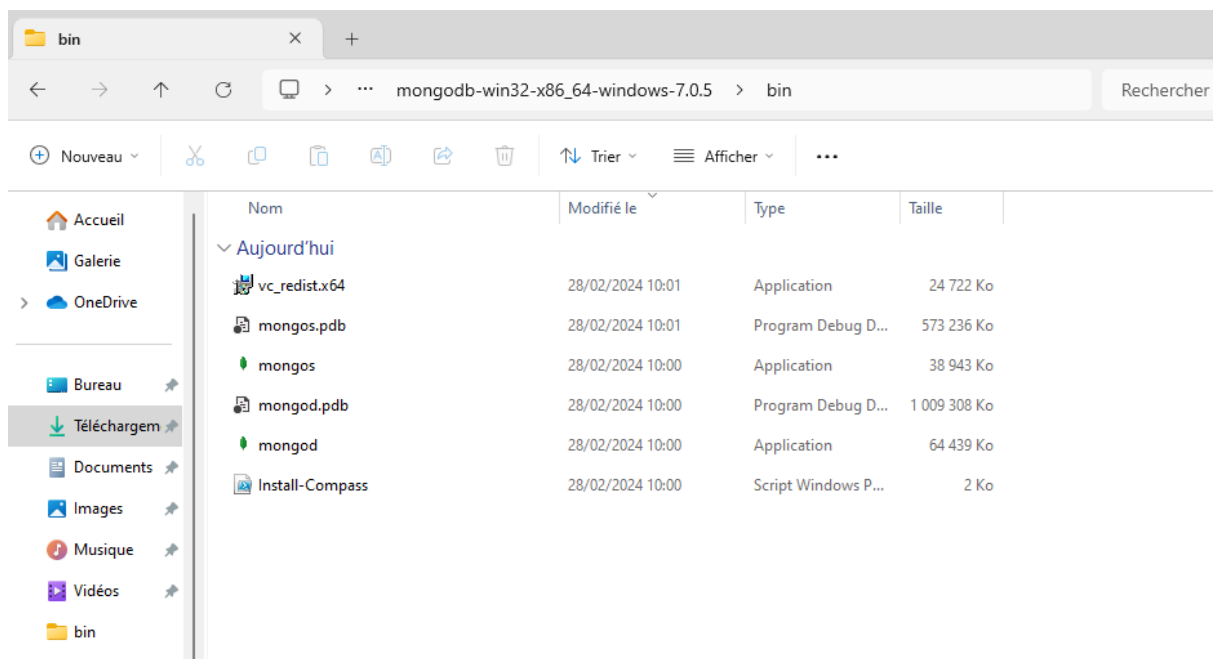 bin
mongodb-win32-x86_64-windows-7.0.5 > bin
Rechercher
Nouveau
Trier
Afficher
Accueil
Galerie
OneDrive
Bureau
Téléchargem
Documents
Images
Musique
Vidéos
bin
Nom Modifié le Type Taille
Aujourd'hui
vc_redist.x64 28/02/2024 10:01 Application 24 722 Ko
mongos.pdb 28/02/2024 10:01 Program Debug D... 573 236 Ko
mongos 28/02/2024 10:00 Application 38 943 Ko
mongod.pdb 28/02/2024 10:00 Program Debug D... 1 009 308 Ko
mongod 28/02/2024 10:00 Application 64 439 Ko
Install-Compass 28/02/2024 10:00 Script Windows P... 2 Ko